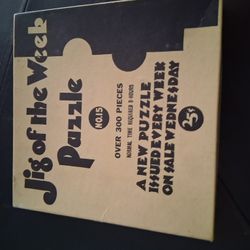 Jig of the Week
Puzzle
NO.15
OVER 300 PIECES
NORMAL TIME REQUIRED 8 HOURS
A NEW PUZZLE
ISSUED EVERY WEEK
ON SALE WEDNESDAY
25¢